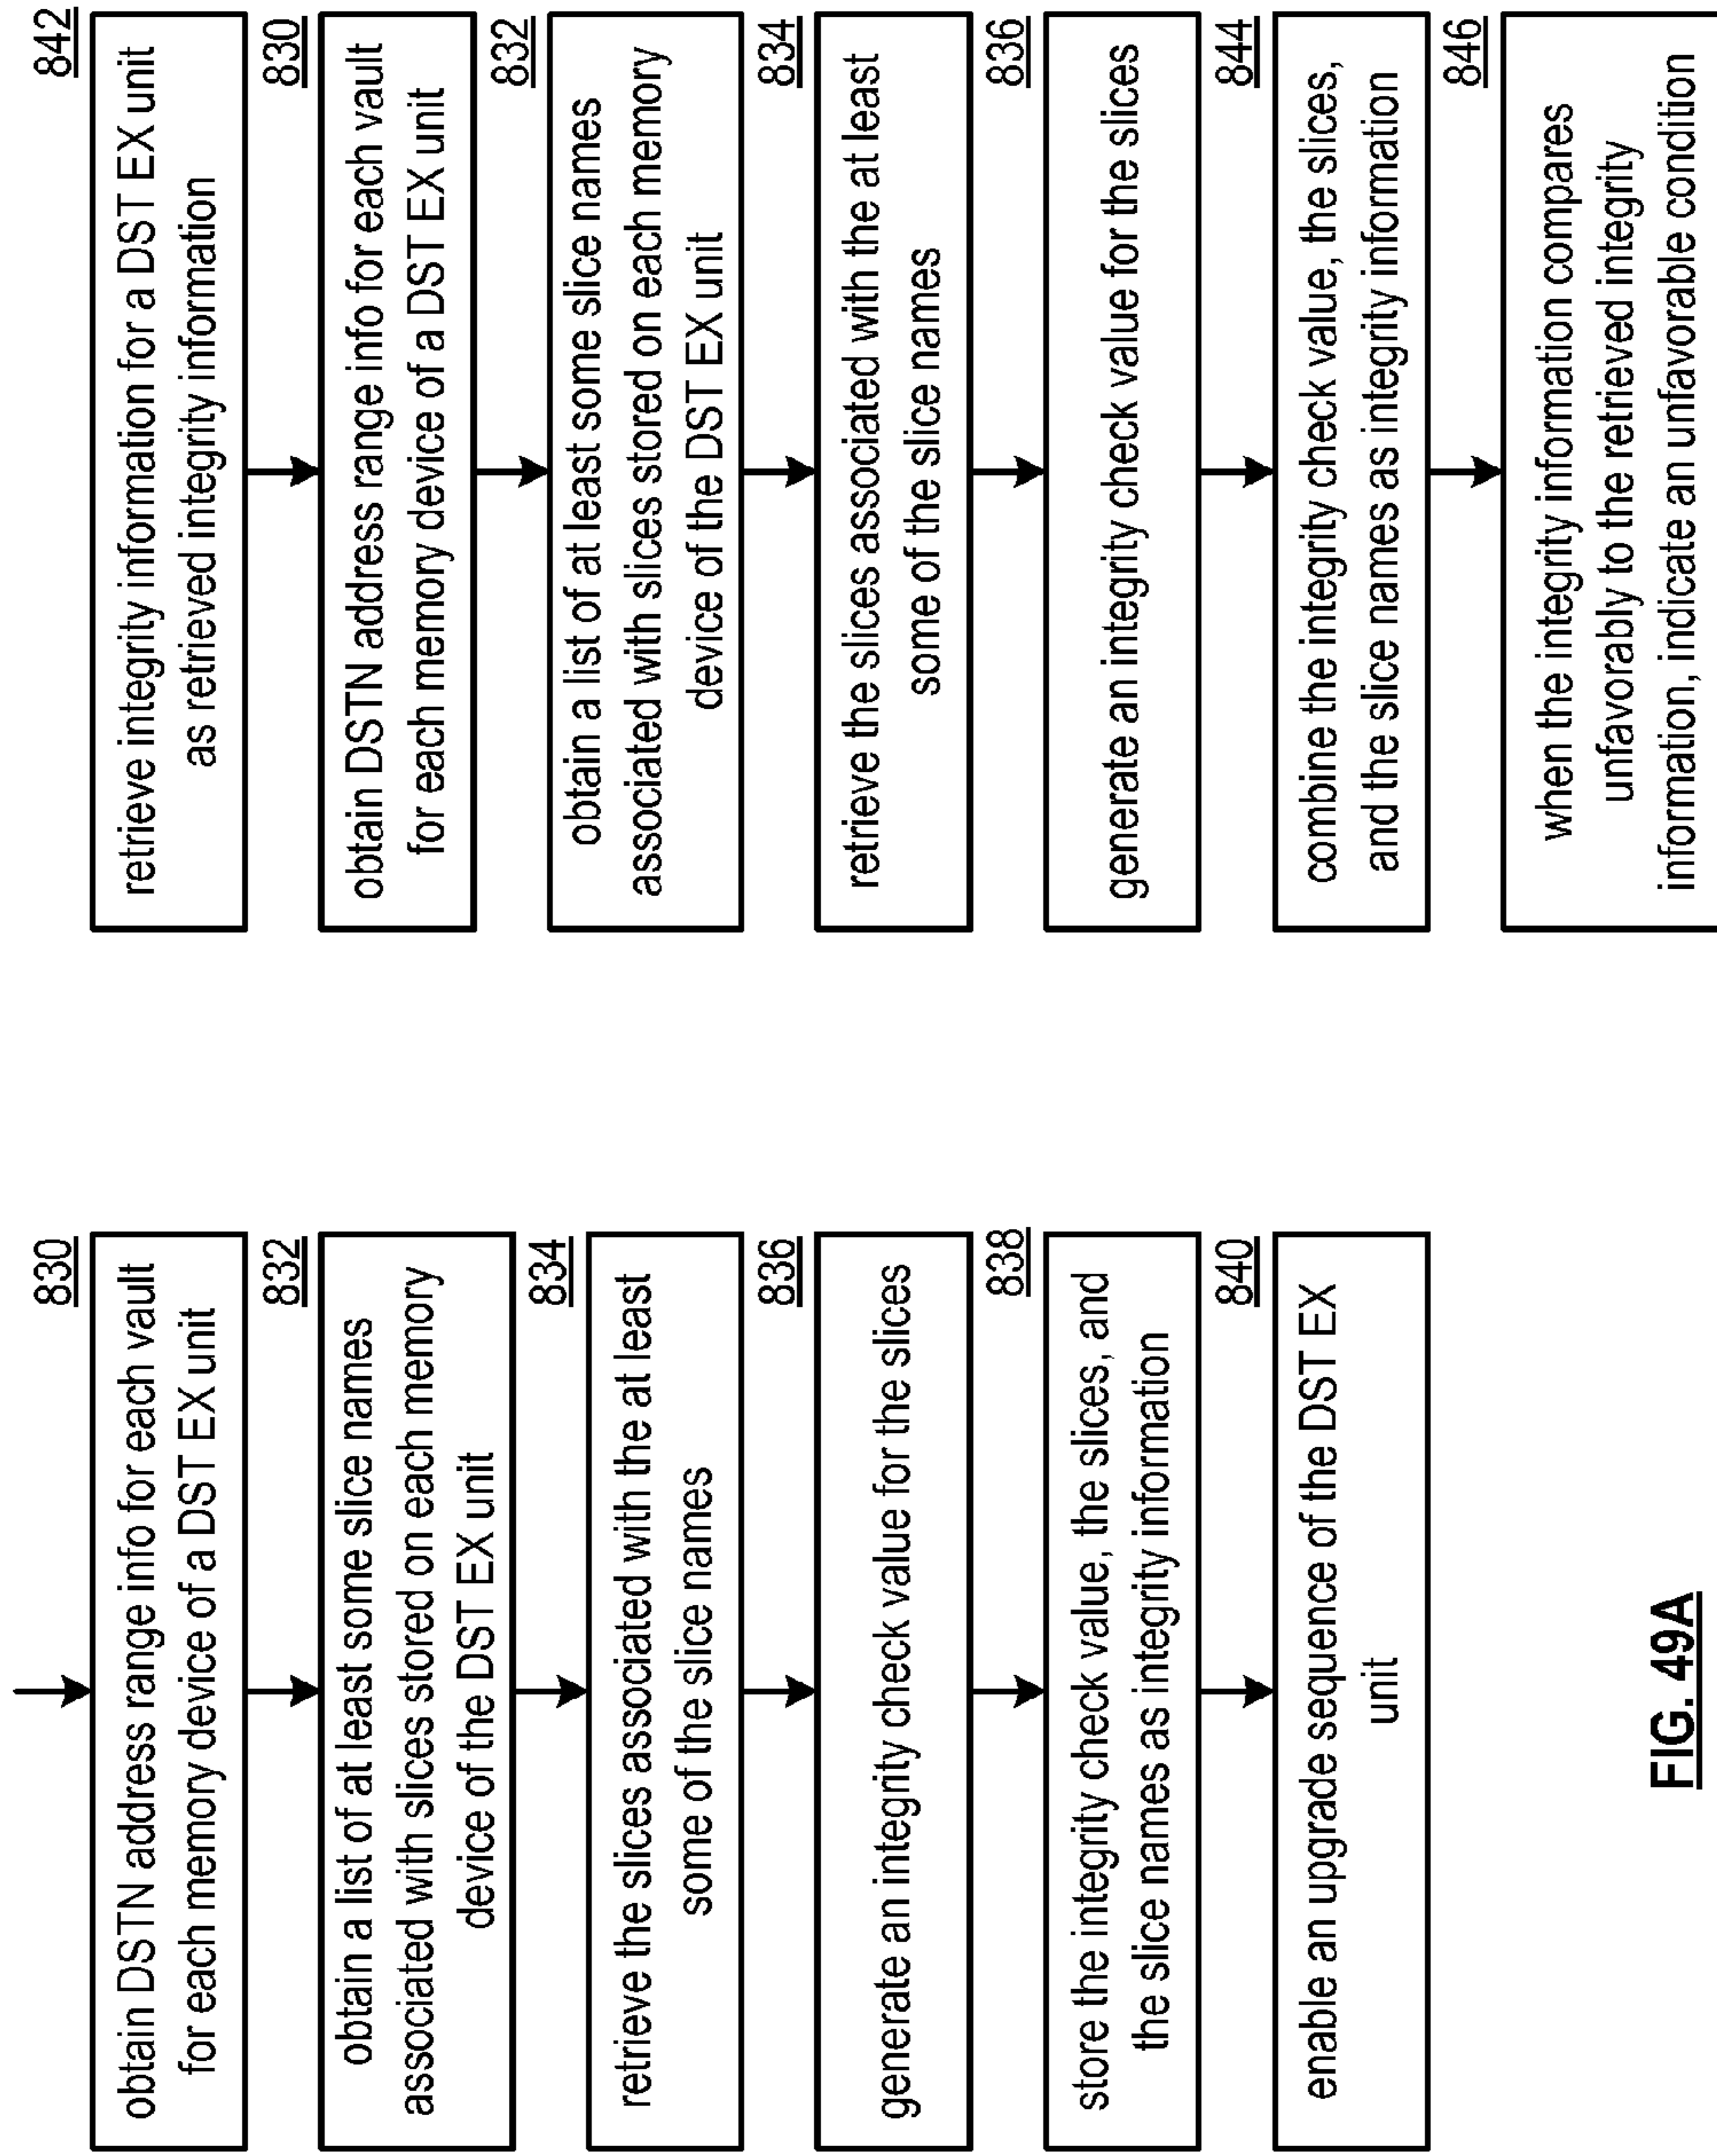 830
obtain DSTN address range info for each vault
for each memory device of a DST EX unit
832
obtain a list of at least some slice names
associated with slices stored on each memory
device of the DST EX unit
834
retrieve the slices associated with the at least
some of the slice names
836
generate an integrity check value for the slices
838
store the integrity check value, the slices, and
the slice names as integrity information
840
enable an upgrade sequence of the DST EX
unit
FIG. 49A
842
retrieve integrity information for a DST EX unit
as retrieved integrity information
830
obtain DSTN address range info for each vault
for each memory device of a DST EX unit
832
obtain a list of at least some slice names
associated with slices stored on each memory
device of the DST EX unit
834
retrieve the slices associated with the at least
some of the slice names
836
generate an integrity check value for the slices
844
combine the integrity check value, the slices,
and the slice names as integrity information
846
when the integrity information compares
unfavorably to the retrieved integrity
information, indicate an unfavorable condition